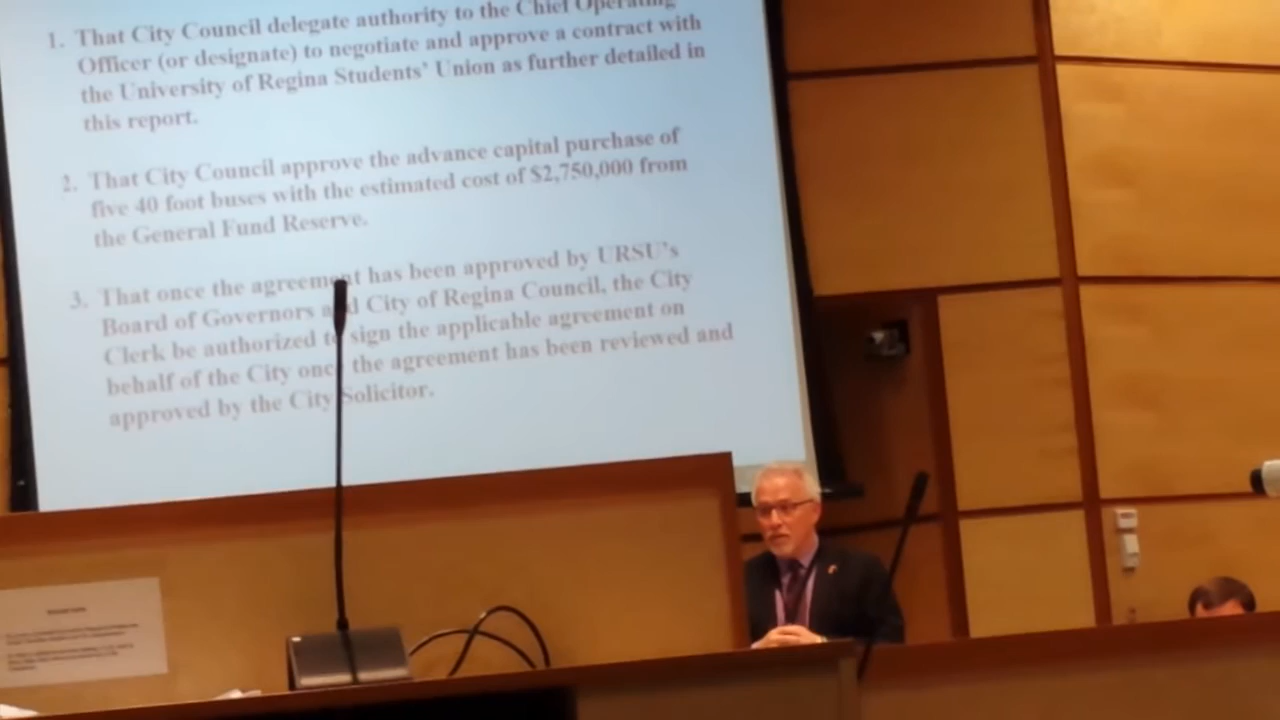 1. That City Council delegate authority to the Chief Operating
Officer (or designate) to negotiate and approve a contract with
the University of Regina Students' Union as further detailed in
this report.
2. That City Council approve the advance capital purchase of
five 40 foot buses with the estimated cost of $2,750,000 from
the General Fund Reserve.
3. That once the agreement has been approved by URSU's
Board of Governors City of Regina Council, the City
Clerk be authorized sign the applicable agreement on
behalf of the City the agreement has been reviewed and
approved by the City Solicitor.